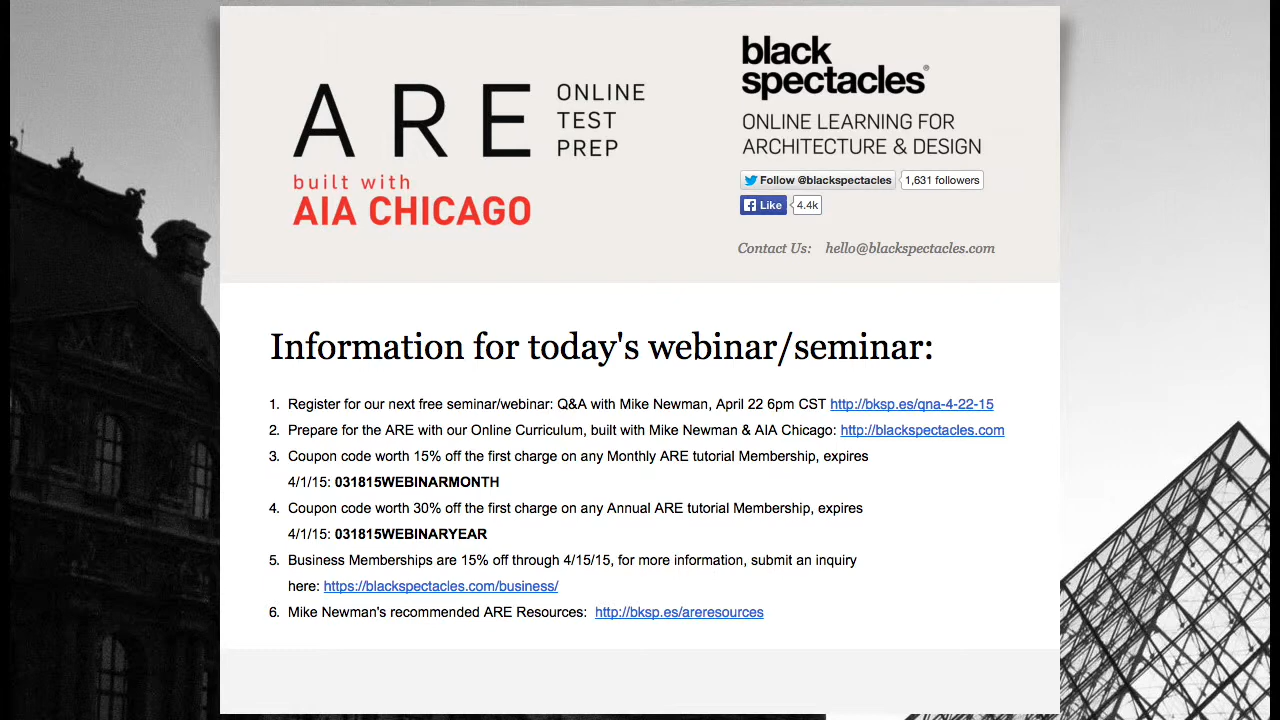 A R E
ONLINE
TEST
PREP
built with
AIA CHICAGO
black
spectacles®
ONLINE LEARNING FOR
ARCHITECTURE & DESIGN
Follow @blackspectacles 1,631 followers
Like 4.4k
Contact Us: hello@blackspectacles.com
Information for today's webinar/seminar:
1. Register for our next free seminar/webinar: Q&A with Mike Newman, April 22 6pm CST http://bksp.es/qna-4-22-15
2. Prepare for the ARE with our Online Curriculum, built with Mike Newman & AIA Chicago: http://blackspectacles.com
3. Coupon code worth 15% off the first charge on any Monthly ARE tutorial Membership, expires
4/1/15: 031815WEBINARMONTH
4. Coupon code worth 30% off the first charge on any Annual ARE tutorial Membership, expires
4/1/15: 031815WEBINARYEAR
5. Business Memberships are 15% off through 4/15/15, for more information, submit an inquiry
here: https://blackspectacles.com/business/
6. Mike Newman's recommended ARE Resources: http://bksp.es/areresources